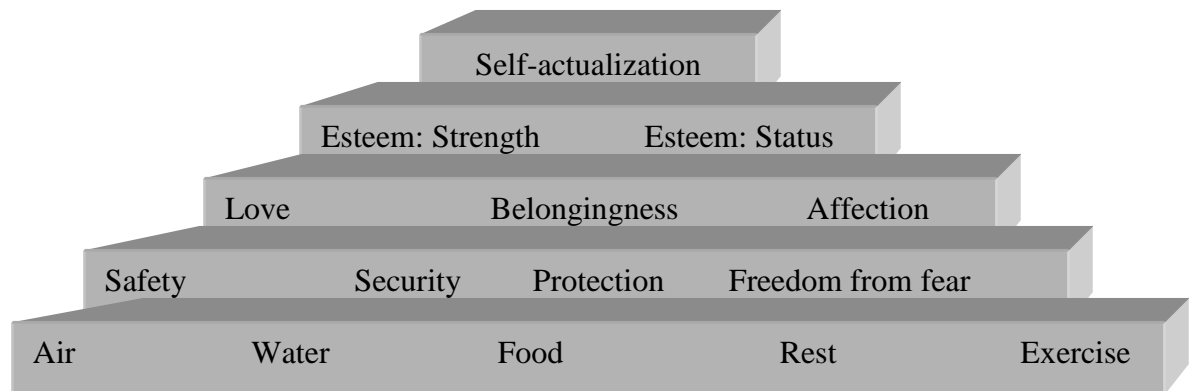 Self-actualization
Esteem: Strength Esteem: Status
Love Belongingness Affection
Safety Security Protection Freedom from fear
Air Water Food Rest Exercise